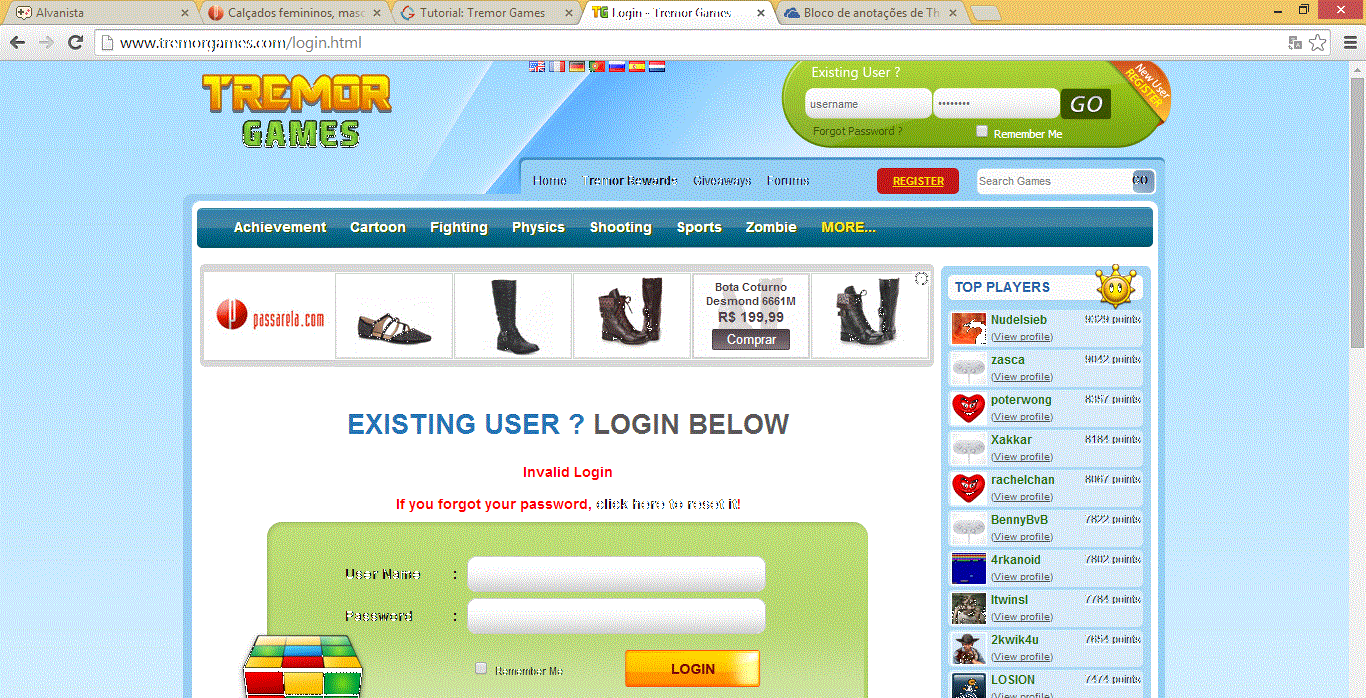 Alvanista
Calçados femininos, masc
Tutorial: Tremor Games
Login - Tremor Games
Bloco de anotações de Th
www.tremorgames.com/login.html
TREMOR
GAMES
Existing User ?
New User
REGISTER
username
••••••••
GO
Forgot Password ?
Remember Me
Home
Tremor Rewards
Giveaways
Forums
REGISTER
Search Games
GO
Achievement
Cartoon
Fighting
Physics
Shooting
Sports
Zombie
MORE...
passarela.com
Bota Coturno
Desmond 6661M
R$ 199,99
Comprar
EXISTING USER ? LOGIN BELOW
Invalid Login
If you forgot your password, click here to reset it!
User Name :
Password :
Remember Me
LOGIN
TOP PLAYERS
Nudelsieb 9329 points
(View profile)
zasca 9042 points
(View profile)
poterwong 8357 points
(View profile)
Xakkar 8184 points
(View profile)
rachelchan 8067 points
(View profile)
BennyBvB 7822 points
(View profile)
4rkanoid 7802 points
(View profile)
ltwinsl 7784 points
(View profile)
2kwik4u 7654 points
(View profile)
LOSION 7474 points
(View profile)